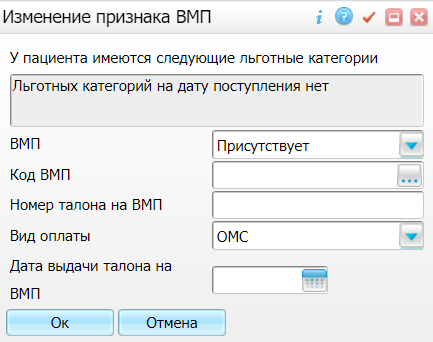 Изменение признака ВМП
У пациента имеются следующие льготные категории
Льготных категорий на дату поступления нет
ВМП
Присутствует
Код ВМП
Номер талона на ВМП
Вид оплаты
ОМС
Дата выдачи талона на
ВМП
Ок
Отмена